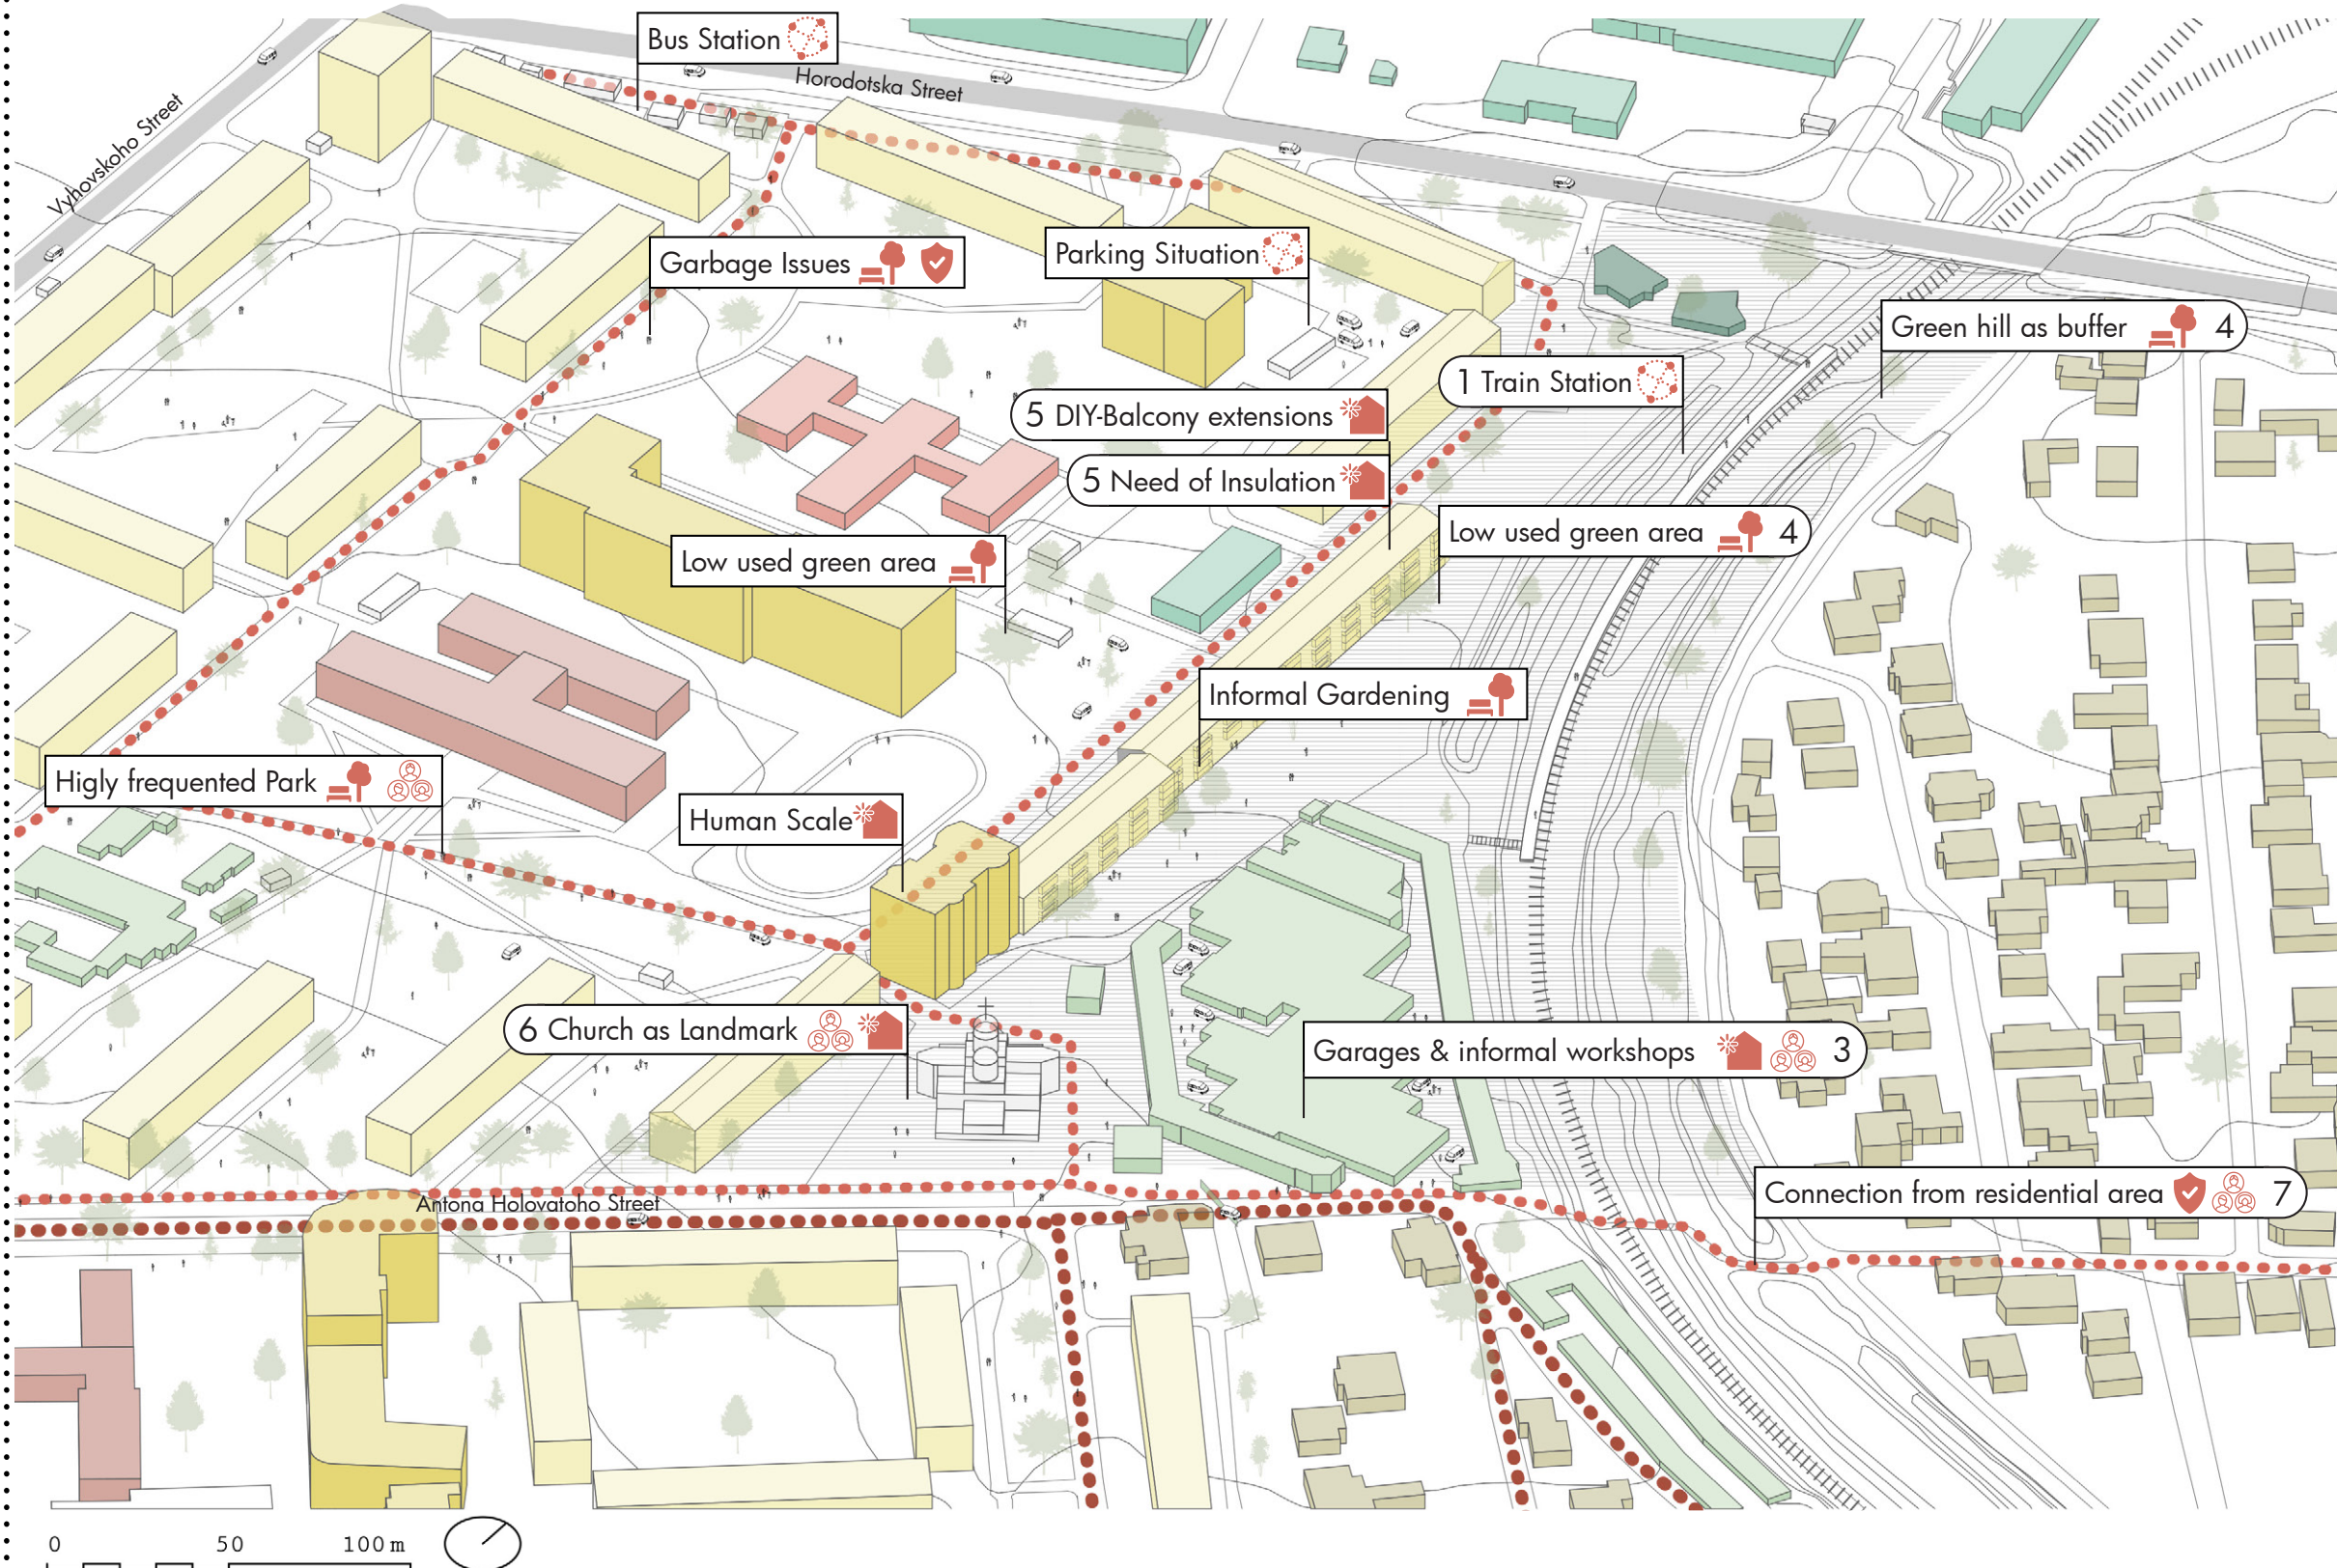 Bus Station
Horodotska Street
Vyhovskoho Street
Garbage Issues
Parking Situation
Green hill as buffer 4
1 Train Station
5 DIY-Balcony extensions
5 Need of Insulation
Low used green area 4
Low used green area
Informal Gardening
Higly frequented Park
Human Scale
6 Church as Landmark
Garages & informal workshops 3
Connection from residential area 7
Antona Holovatoho Street
0 50 100 m